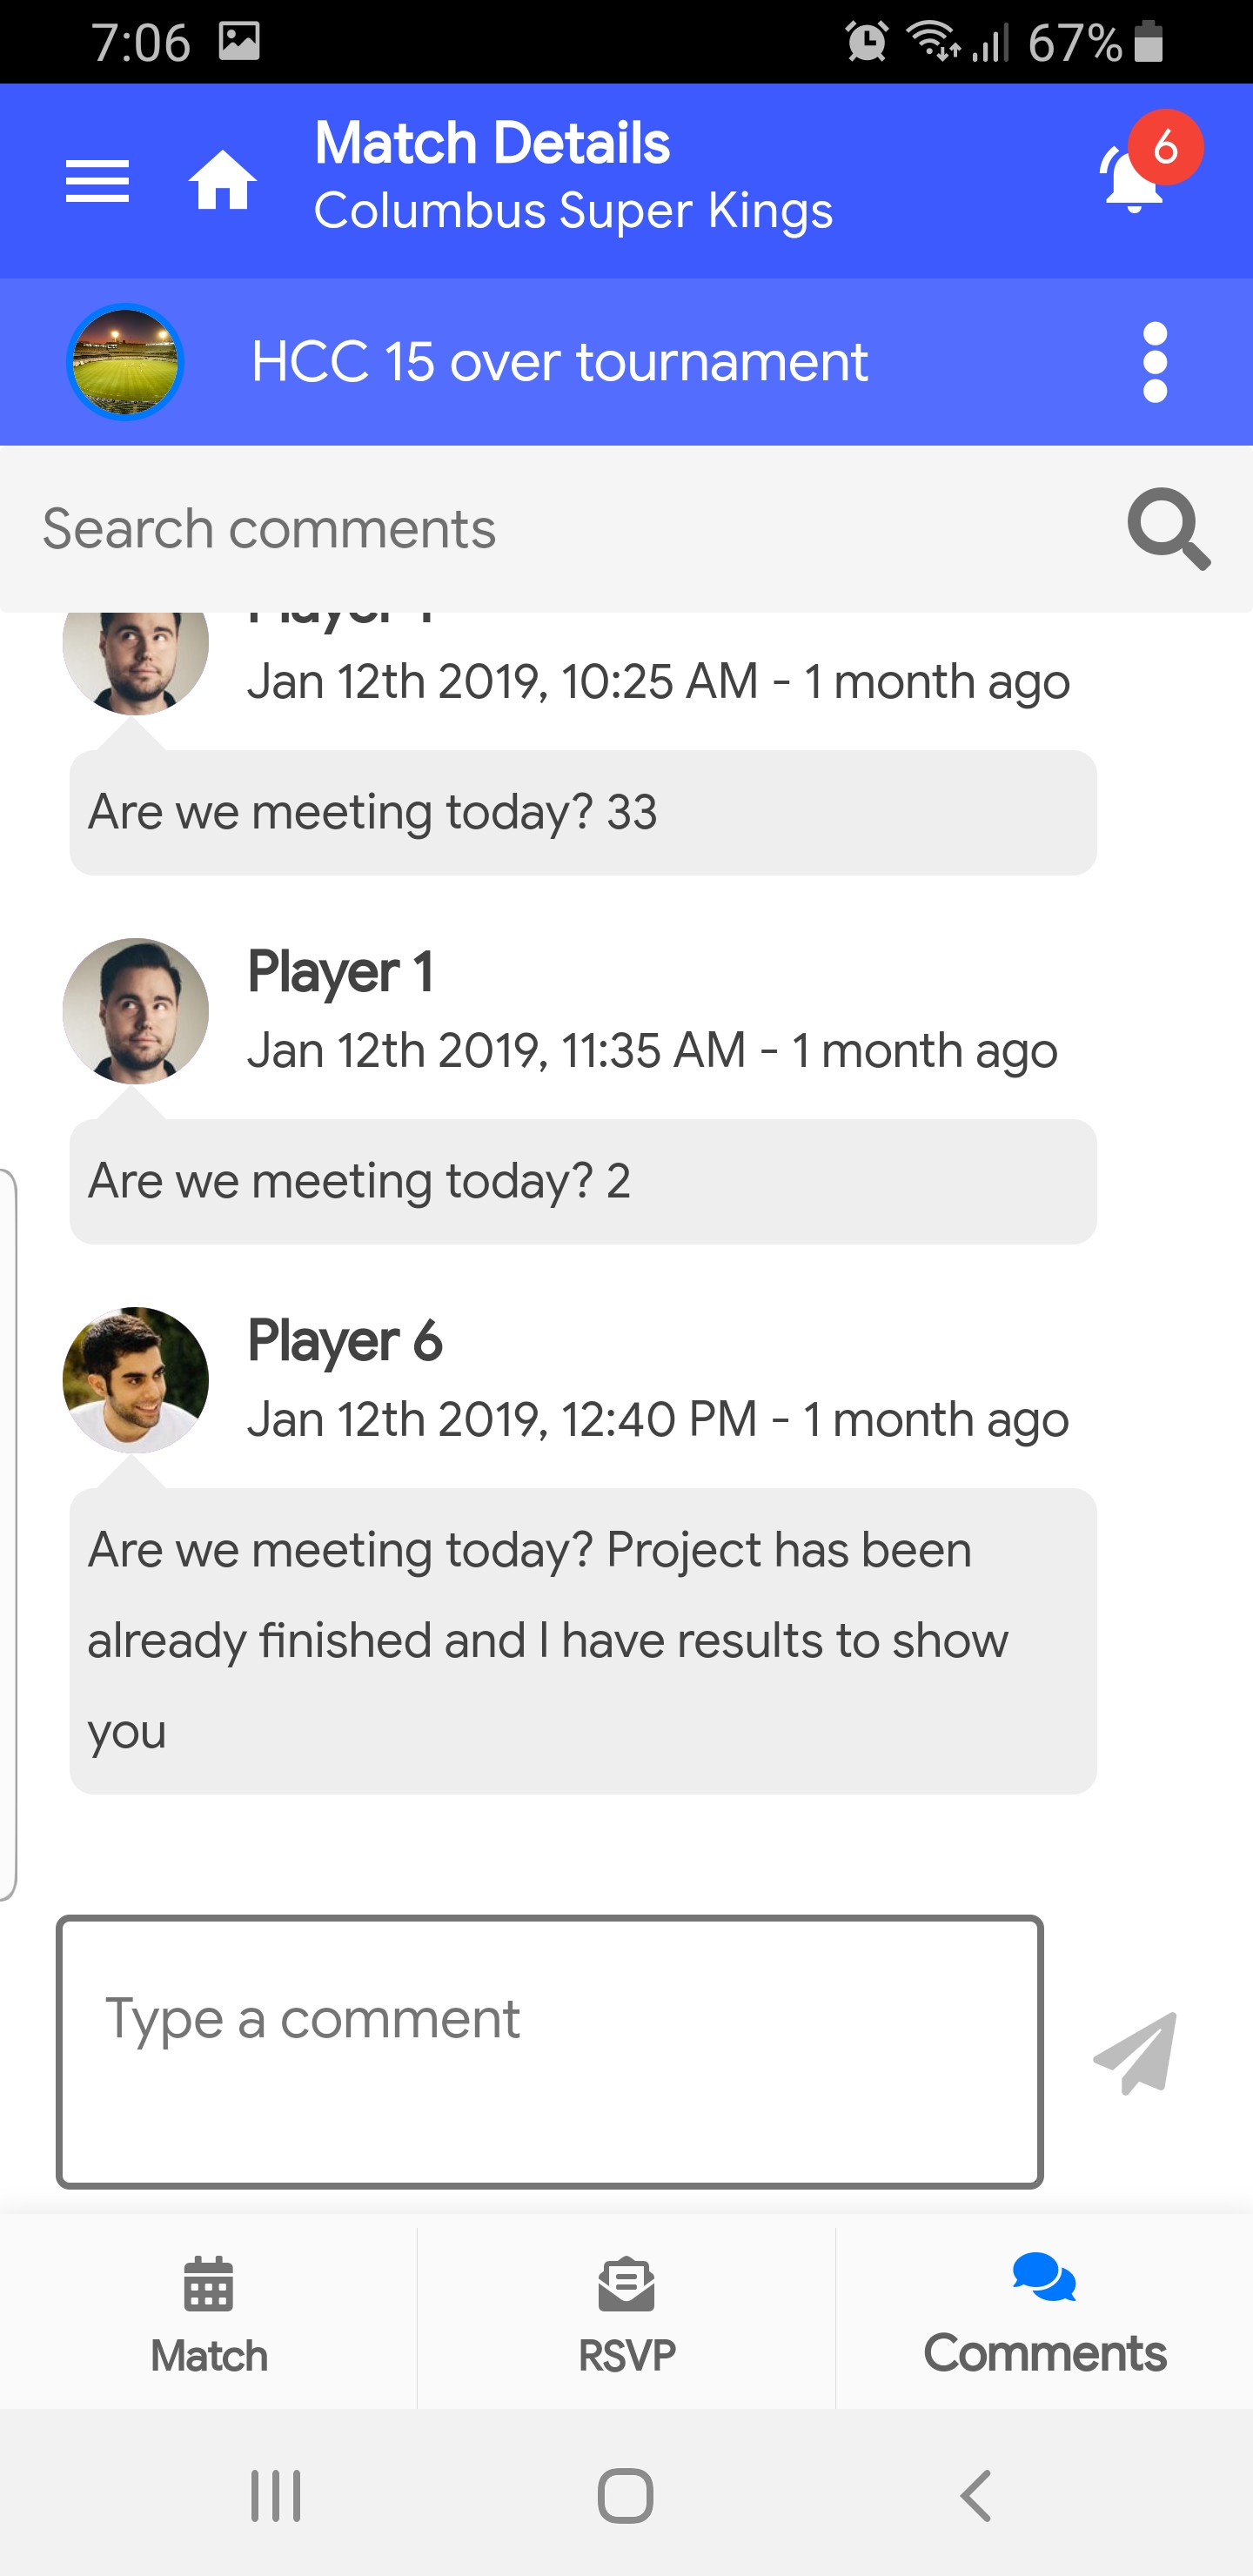 7:06 67%
Match Details
6
Columbus Super Kings
HCC 15 over tournament
Search comments
Player 1
Jan 12th 2019, 10:25 AM - 1 month ago
Are we meeting today? 33
Player 1
Jan 12th 2019, 11:35 AM - 1 month ago
Are we meeting today? 2
Player 6
Jan 12th 2019, 12:40 PM - 1 month ago
Are we meeting today? Project has been
already finished and I have results to show
you
Type a comment
Match RSVP Comments